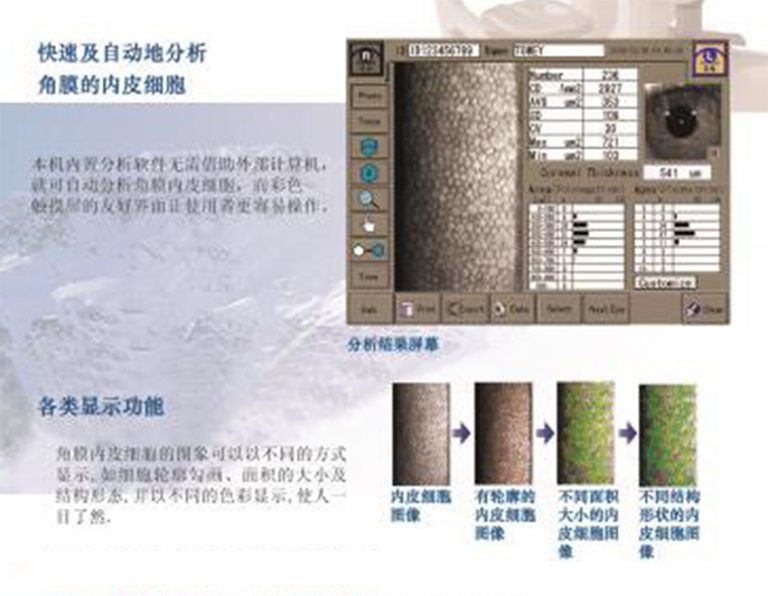 快速及自动地分析
角膜的内皮细胞
本机内置分析软件无需借助外部计算机,
就可自动分析角膜内皮细胞, 而彩色
触摸屏的友好界面让使用者更容易操作,
ID ID123456789 Name TOMEY
Number 236
CD /mm2 2827
AVG um2 353
SD 106
CV 30
Max um2 721
Min um2 103
Corneal Thickness 541 um
Customize
Photo
Trace
Print
Data
Select
Next Eye
Clear
分析结果屏幕
各类显示功能
角膜内皮细胞的图象可以以不同的方式
显示, 如细胞轮廓勾画、面积的大小及
结构形态, 并以不同的色彩显示, 使人一
目了然.
内皮细胞
图像
有轮廓的
内皮细胞
图像
不同面积
大小的内
皮细胞图
像
不同结构
形状的内
皮细胞图
像